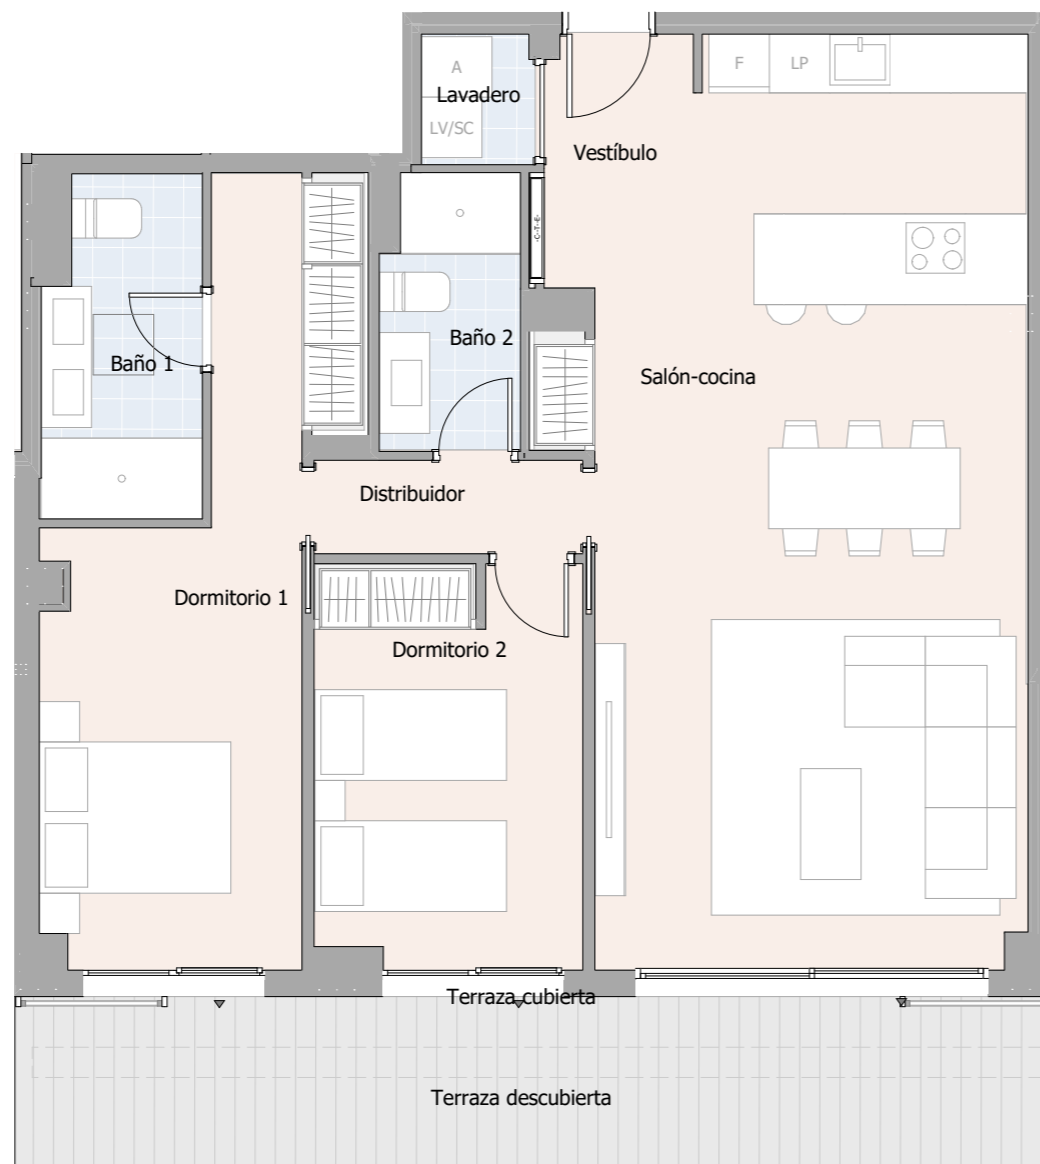 A
F
LP
Lavadero
LV/SC
Vestíbulo
-C-T-E-
Baño 2
Baño 1
Salón-cocina
Distribuidor
Dormitorio 1
Dormitorio 2
Terraza cubierta
Terraza descubierta